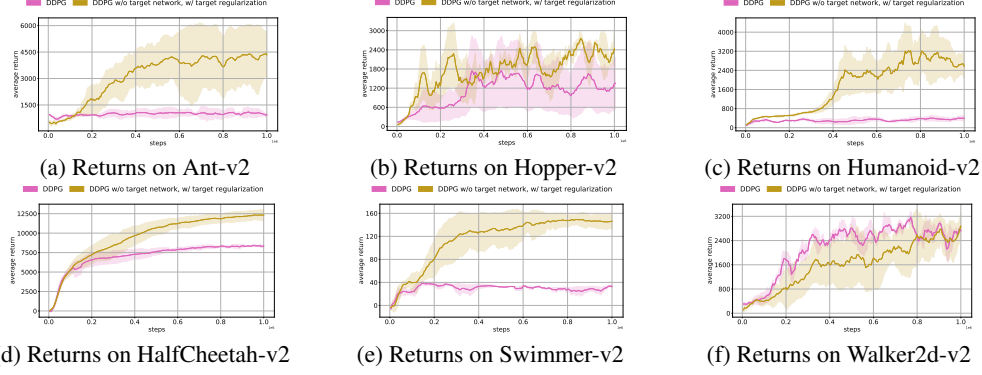 DDPG DDPG w/o target network, w/ target regularization
6000
4500
3000
1500
average return
0.0 0.2 0.4 0.6 0.8 1.0
steps
1e6
(a) Returns on Ant-v2
DDPG DDPG w/o target network, w/ target regularization
3000
2400
1800
1200
600
0
average return
0.0 0.2 0.4 0.6 0.8 1.0
steps
1e6
(b) Returns on Hopper-v2
DDPG DDPG w/o target network, w/ target regularization
4000
3200
2400
1600
800
0
average return
0.0 0.2 0.4 0.6 0.8 1.0
steps
1e6
(c) Returns on Humanoid-v2
DDPG DDPG w/o target network, w/ target regularization
12500
10000
7500
5000
2500
0
average return
0.0 0.2 0.4 0.6 0.8 1.0
steps
1e6
d) Returns on HalfCheetah-v2
DDPG DDPG w/o target network, w/ target regularization
160
120
80
40
0
average return
0.0 0.2 0.4 0.6 0.8 1.0
steps
1e6
(e) Returns on Swimmer-v2
DDPG DDPG w/o target network, w/ target regularization
3200
2400
1600
800
0
average return
0.0 0.2 0.4 0.6 0.8 1.0
steps
1e6
(f) Returns on Walker2d-v2